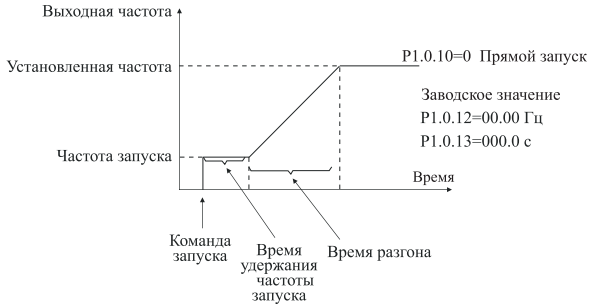 Выходная частота
Установленная частота
P1.0.10=0 Прямой запуск
Заводское значение
P1.0.12=00.00 Гц
P1.0.13=000.0 с
Частота запуска
Время
Команда
запуска
Время
удержания
частоты
запуска
Время разгона